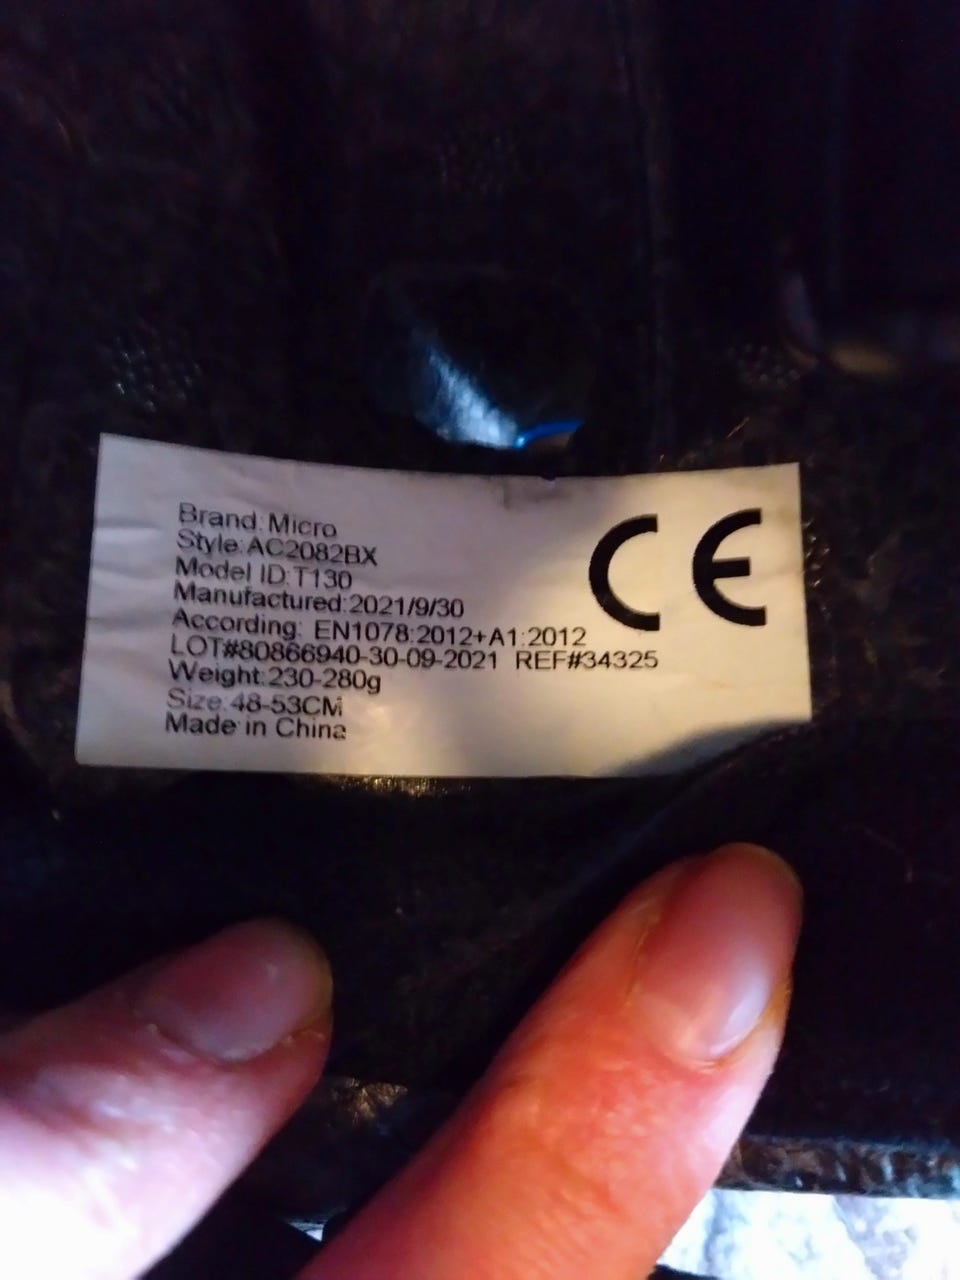 Brand:Micro
Style:AC2082BX
Model ID:T130
Manufactured:2021/9/30
According: EN1078:2012+A1:2012
LOT#80866940-30-09-2021 REF#34325
Weight:230-280g
Size:48-53CM
Made in China
CE